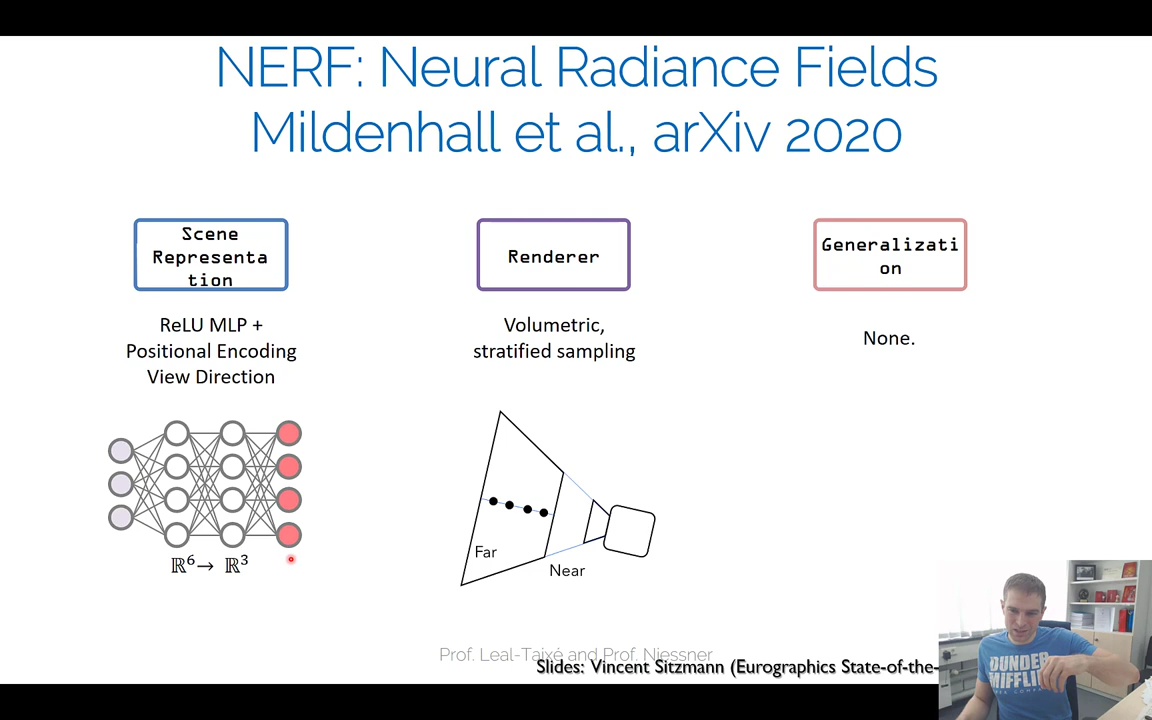 NERF: Neural Radiance Fields
Mildenhall et al., arXiv 2020
Scene
Representa
tion
ReLU MLP +
Positional Encoding
View Direction
ℝ⁶→ ℝ³
Renderer
Volumetric,
stratified sampling
Far
Near
Generalizati
on
None.
Prof. Leal-Taixé and Prof. Niessner
Slides: Vincent Sitzmann (Eurographics State-of-the-
DUNDER
MIFFLIN